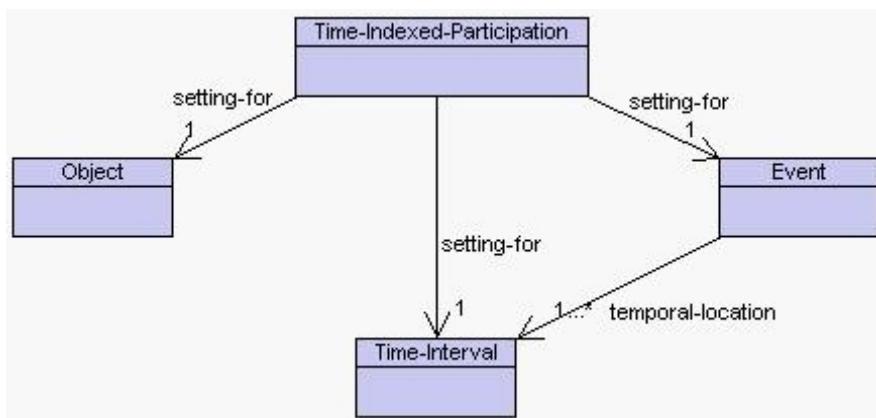 Time-Indexed-Participation
setting-for
setting-for
1
1
Object
Event
setting-for
1
1...*
temporal-location
Time-Interval